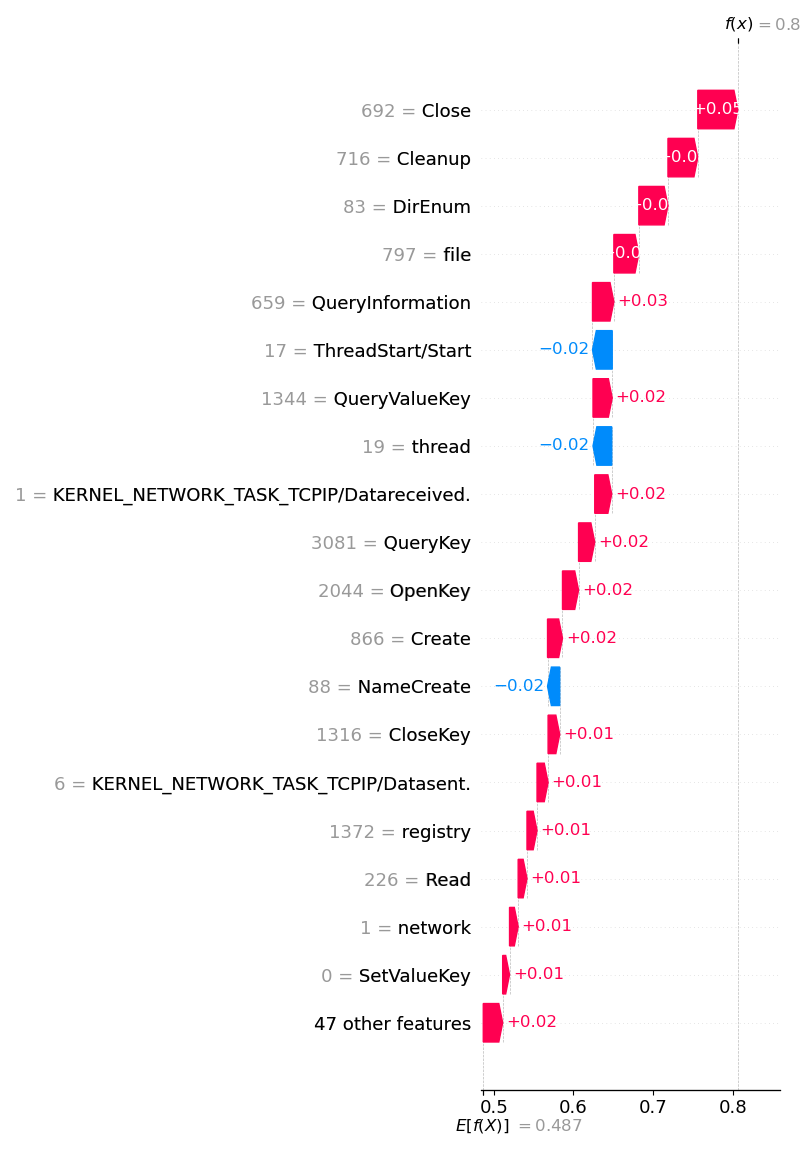 f(x) = 0.8
692 = Close +0.05
716 = Cleanup
83 = DirEnum
797 = file
659 = QueryInformation +0.03
17 = ThreadStart/Start −0.02
1344 = QueryValueKey +0.02
19 = thread −0.02
1 = KERNEL_NETWORK_TASK_TCPIP/Datareceived. +0.02
3081 = QueryKey +0.02
2044 = OpenKey +0.02
866 = Create +0.02
88 = NameCreate −0.02
1316 = CloseKey +0.01
6 = KERNEL_NETWORK_TASK_TCPIP/Datasent. +0.01
1372 = registry +0.01
226 = Read +0.01
1 = network +0.01
0 = SetValueKey +0.01
47 other features +0.02
0.5 0.6 0.7 0.8
E[f(X)] = 0.487